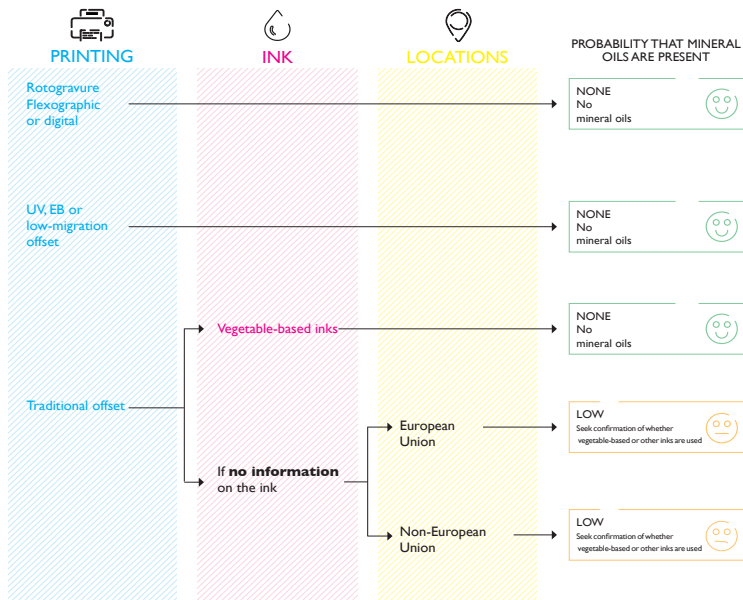 PRINTING
INK
LOCATIONS
PROBABILITY THAT MINERAL
OILS ARE PRESENT
Rotogravure
Flexographic
or digital
NONE
No
mineral oils
UV, EB or
low-migration
offset
NONE
No
mineral oils
Vegetable-based inks
NONE
No
mineral oils
Traditional offset
European
Union
LOW
Seek confirmation of whether
vegetable-based or other inks are used
If no information
on the ink
Non-European
Union
LOW
Seek confirmation of whether
vegetable-based or other inks are used